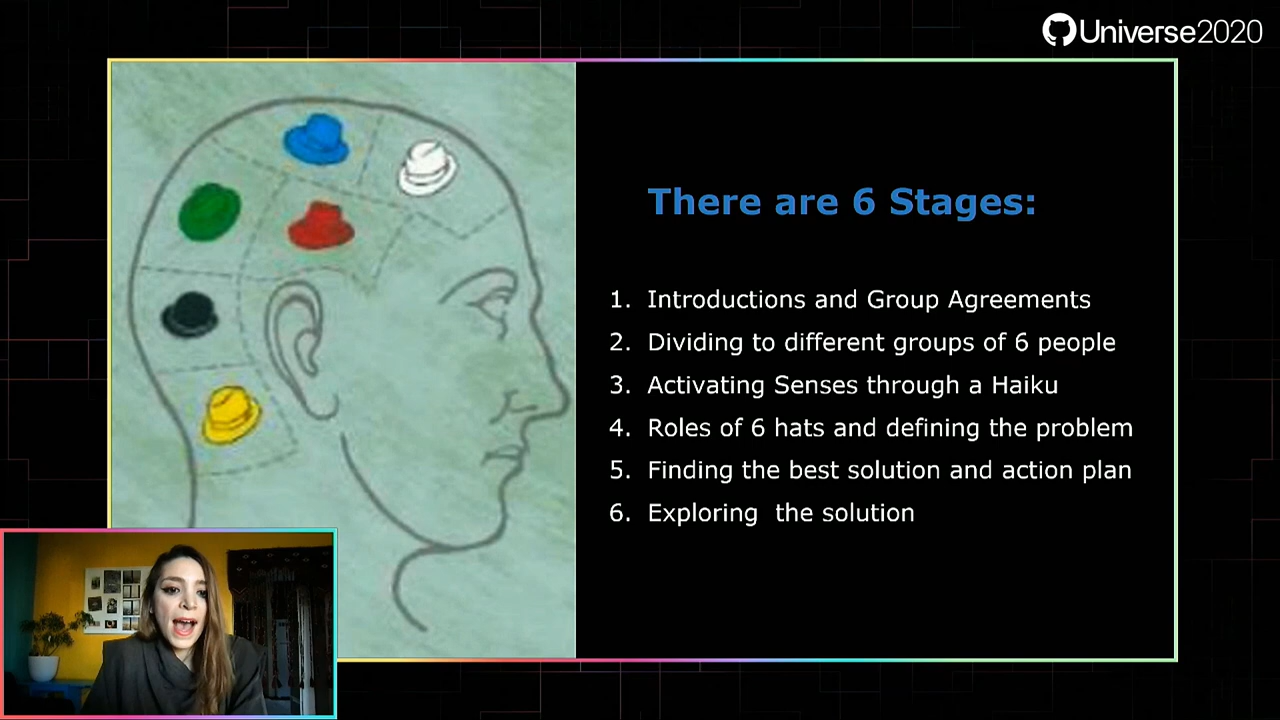 Universe2020
There are 6 Stages:
1. Introductions and Group Agreements
2. Dividing to different groups of 6 people
3. Activating Senses through a Haiku
4. Roles of 6 hats and defining the problem
5. Finding the best solution and action plan
6. Exploring  the solution